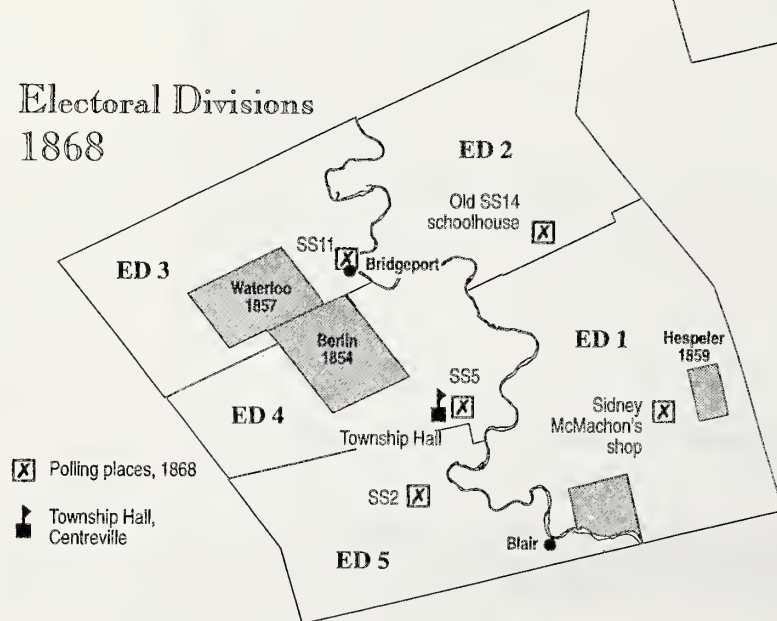 Electoral Divisions
1868
ED 2
Old SS14
schoolhouse
SS11
Bridgeport
ED 3
Waterloo
1857
Berlin
1854
ED 1
Hespeler
1859
SS5
ED 4
Sidney
McMachon's
shop
Township Hall
Polling places, 1868
SS2
Township Hall,
Centreville
Blair
ED 5